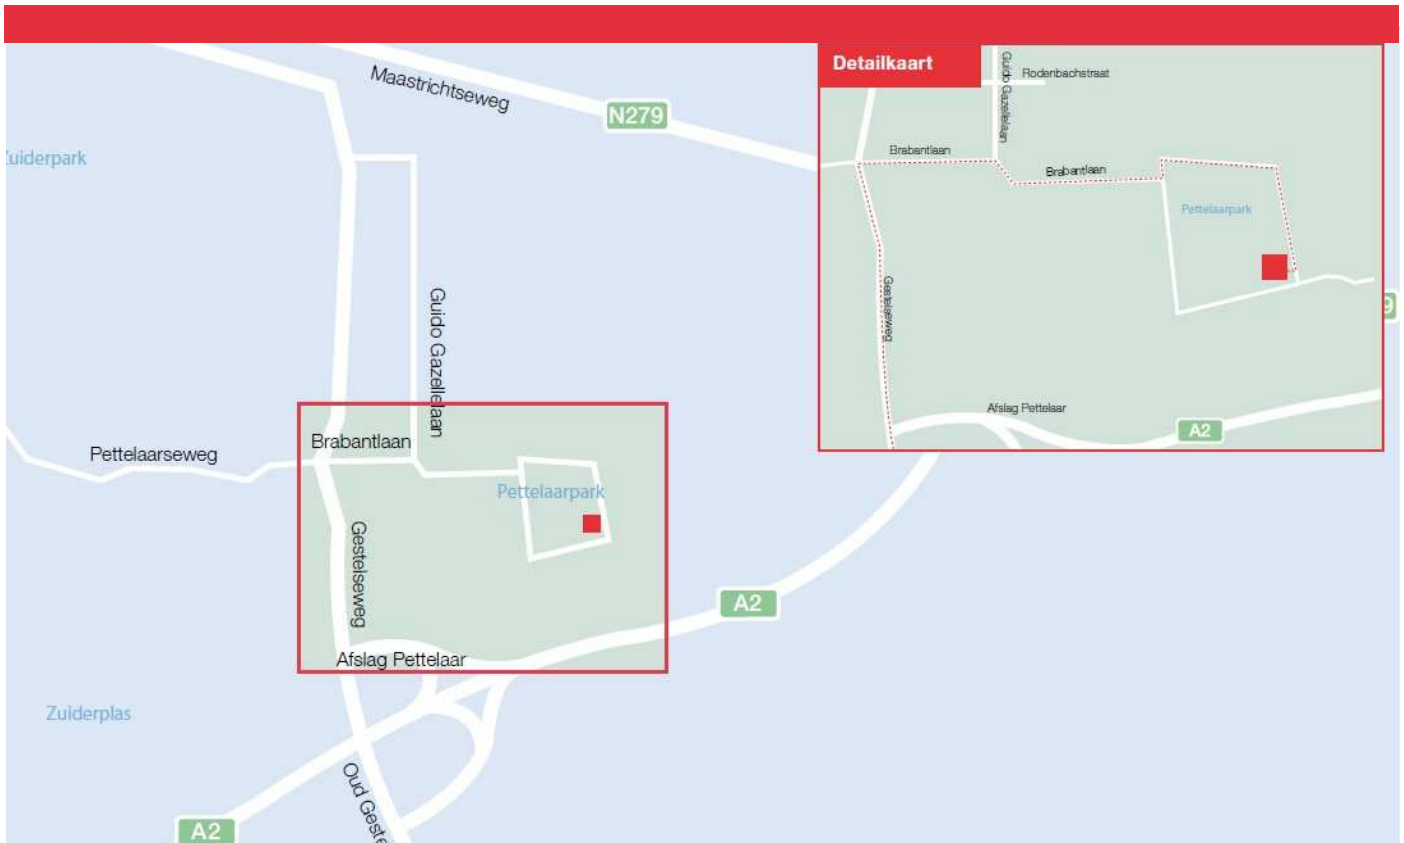 Maastrichtseweg
N279
Zuiderpark
Guido Gazellelaan
Brabantlaan
Pettelaarseweg
Pettelaarpark
Gestelseweg
A2
Afslag Pettelaar
Zuiderplas
Oud Geste
A2
Detailkaart
Guido Gazellelaan
Rodenbachstraat
Brabantlaan
Brabantlaan
Pettelaarpark
Gestelseweg
9
Afslag Pettelaar
A2